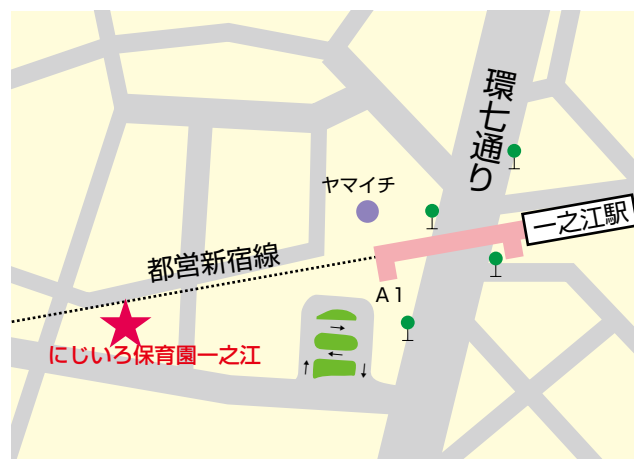 環七通り
ヤマイチ
一之江駅
都営新宿線
A1
にじいろ保育園一之江